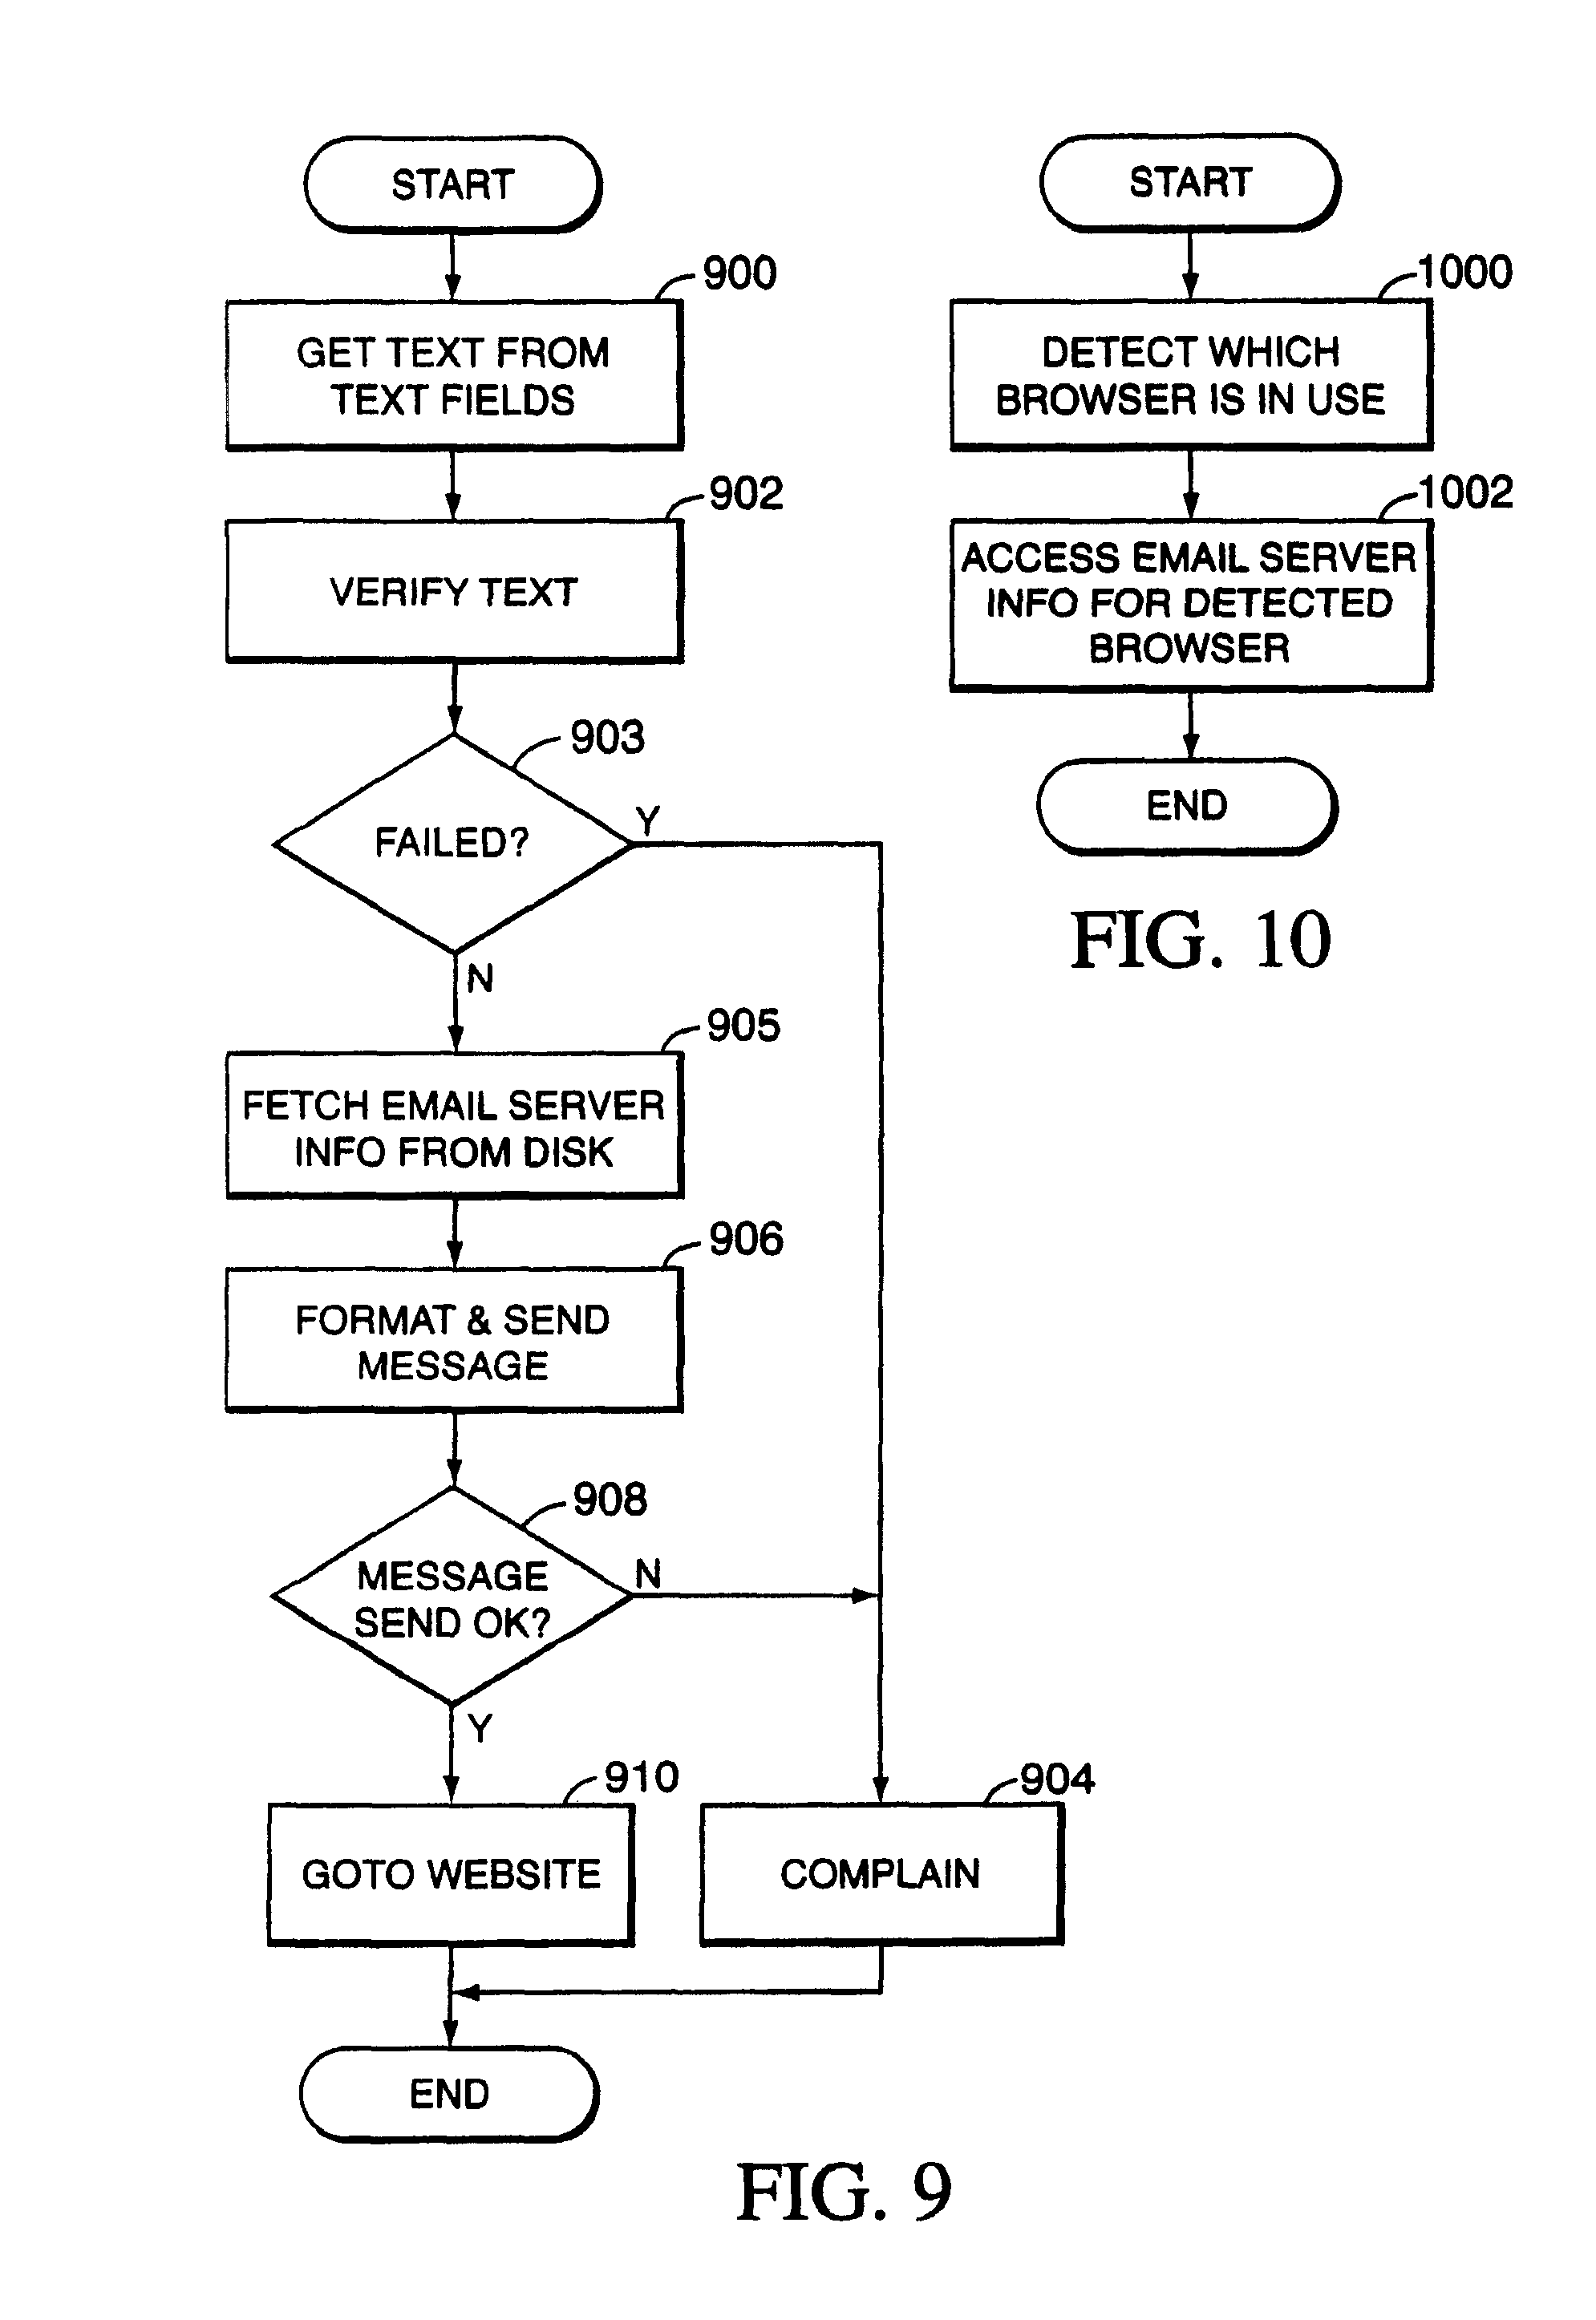 START
900
GET TEXT FROM
TEXT FIELDS
902
VERIFY TEXT
903
FAILED?
Y
N
905
FETCH EMAIL SERVER
INFO FROM DISK
906
FORMAT & SEND
MESSAGE
908
MESSAGE
SEND OK?
N
Y
910
GOTO WEBSITE
904
COMPLAIN
END
FIG. 9
START
1000
DETECT WHICH
BROWSER IS IN USE
1002
ACCESS EMAIL SERVER
INFO FOR DETECTED
BROWSER
END
FIG. 10